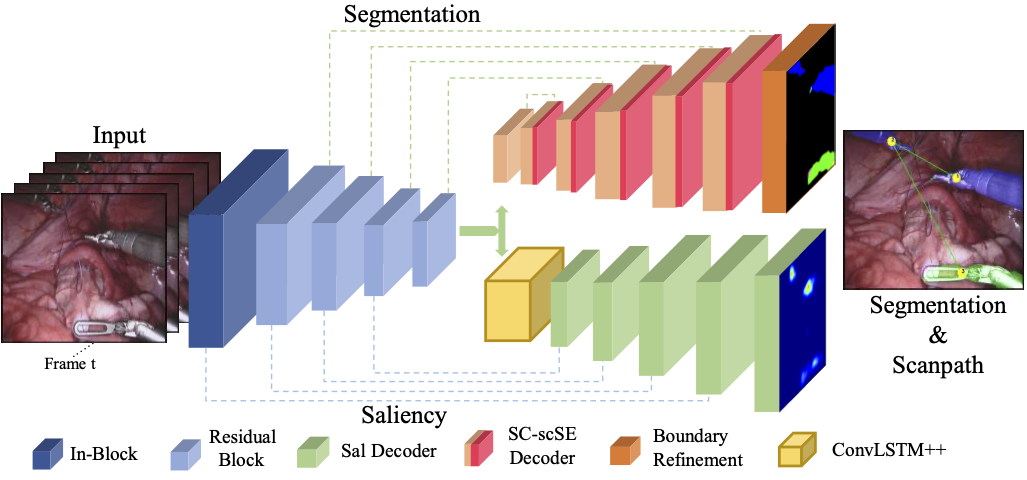 Segmentation
Input
Frame t
Segmentation
&
Scanpath
Saliency
In-Block
Residual
Block
Sal Decoder
SC-scSE
Decoder
Boundary
Refinement
ConvLSTM++